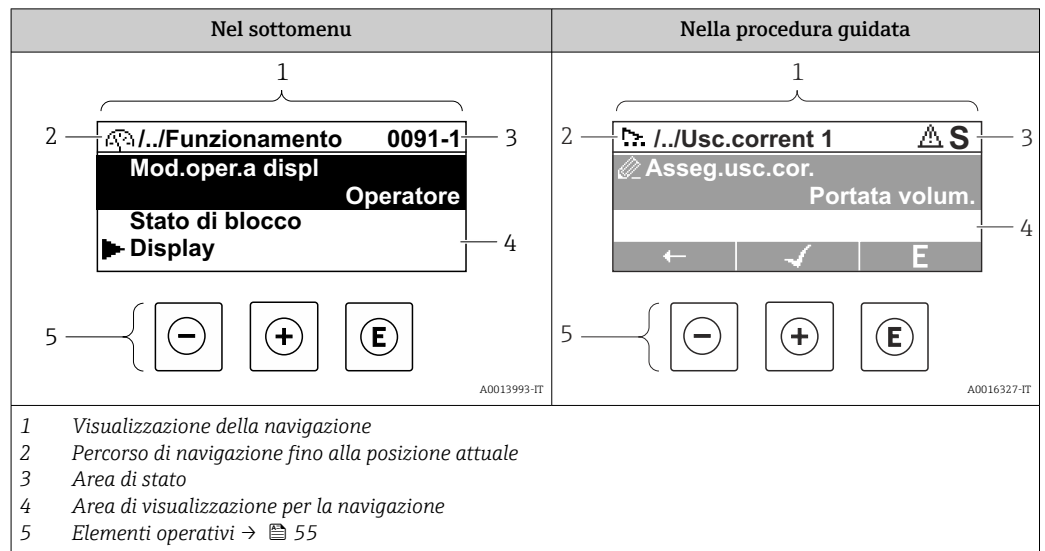 Nel sottomenu
Nella procedura guidata
1
2
/../Funzionamento 0091-1
3
Mod.oper.a displ
Operatore
Stato di blocco
Display
4
5
- + E
A0013993-IT
1
2
/../Usc.corrent 1 S
3
Asseg.usc.cor.
Portata volum.
4
← ✓ E
5
- + E
A0016327-IT
1 Visualizzazione della navigazione
2 Percorso di navigazione fino alla posizione attuale
3 Area di stato
4 Area di visualizzazione per la navigazione
5 Elementi operativi → 55